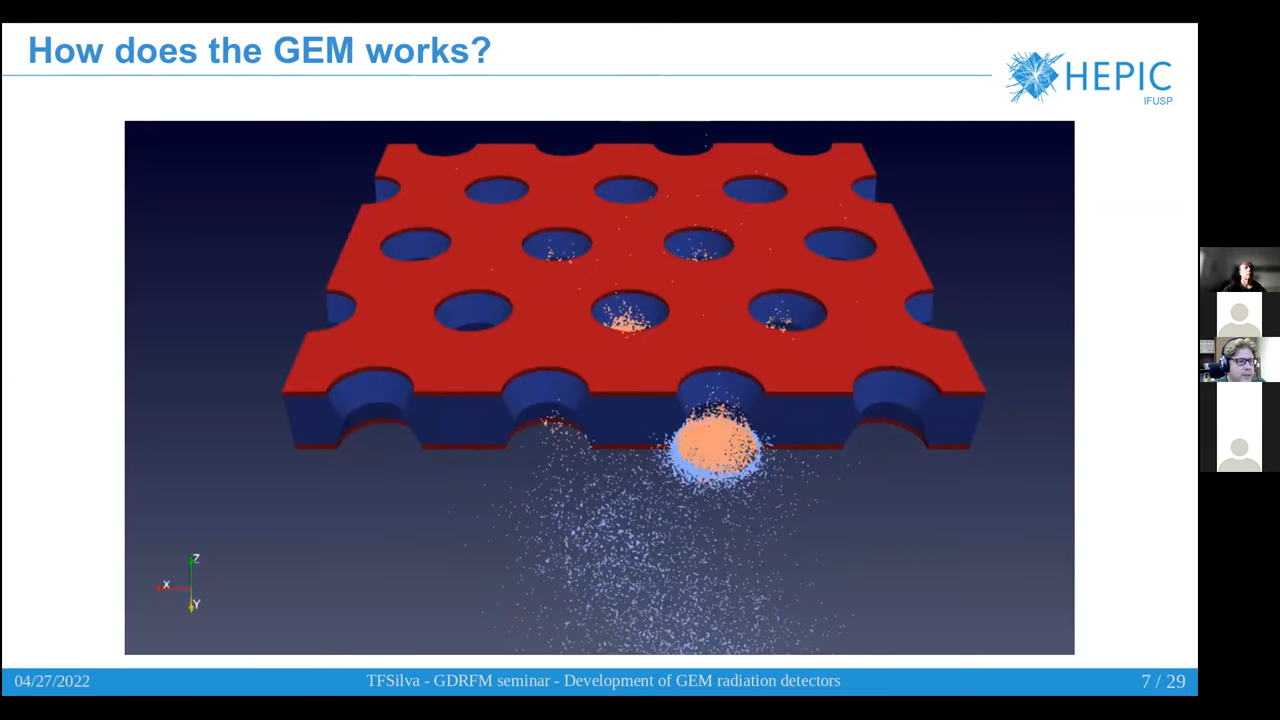 How does the GEM works?
HEPIC
IFUSP
Z
X
Y
04/27/2022
TFSilva - GDRFM seminar - Development of GEM radiation detectors
7 / 29